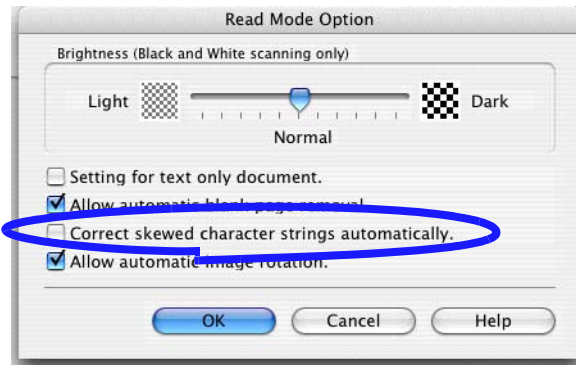 Read Mode Option
Brightness (Black and White scanning only)
Light Dark
Normal
Setting for text only document.
Allow automatic blank page removal.
Correct skewed character strings automatically.
Allow automatic image rotation.
OK Cancel Help